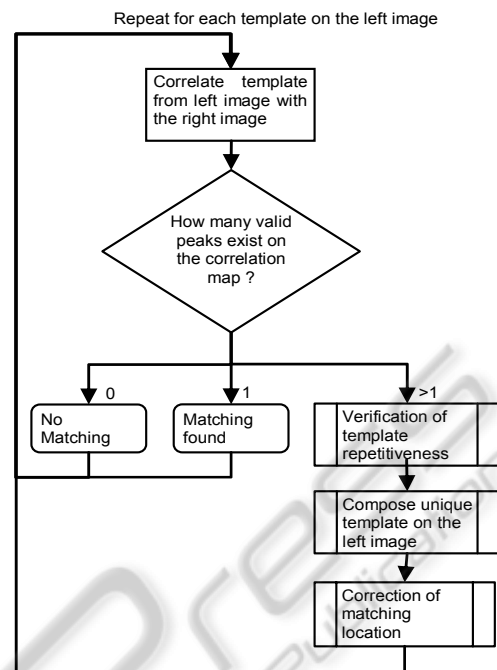 Repeat for each template on the left image
Correlate template
from left image with
the right image
How many valid
peaks exist on
the correlation
map ?
0
1
>1
No
Matching
Matching
found
Verification of
template
repetitiveness
Compose unique
template on the
left image
Correction of
matching
location